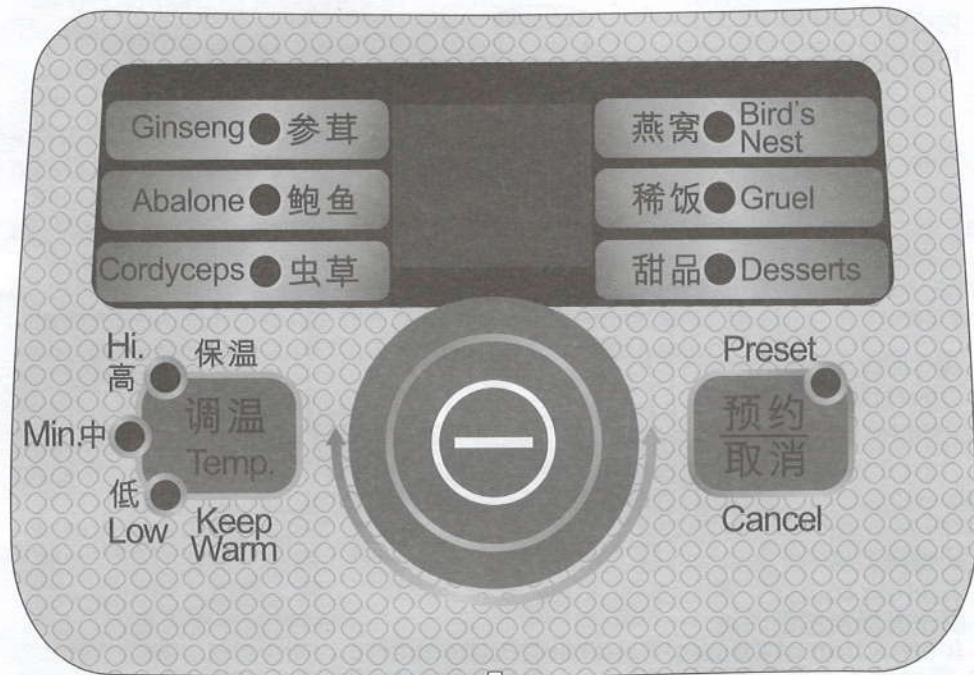 Ginseng 参茸
燕窝 Bird's
Nest
Abalone 鲍鱼
稀饭 Gruel
Cordyceps 虫草
甜品 Desserts
Hi.
高
保温
调温
Temp.
Min.中
低
Low
Keep
Warm
Preset
预约
取消
Cancel